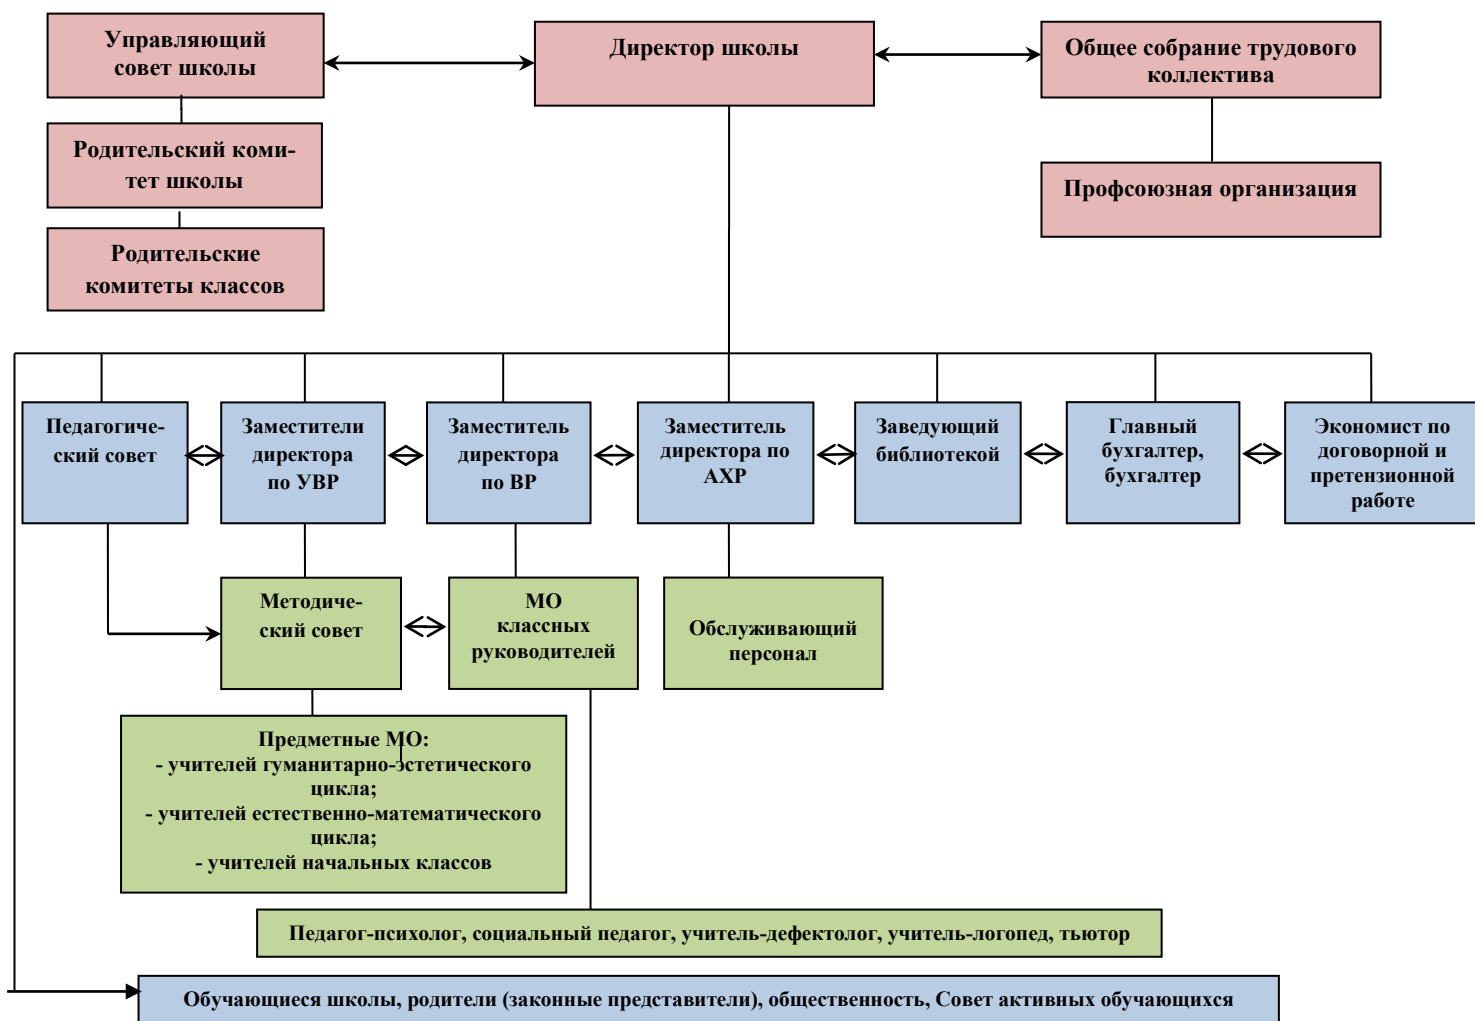 Управляющий
совет школы
Директор школы
Общее собрание трудового
коллектива
Родительский коми-
тет школы
Профсоюзная организация
Родительские
комитеты классов
Педагогиче-
ский совет
Заместители
директора
по УВР
Заместитель
директора
по ВР
Заместитель
директора по
АХР
Заведующий
библиотекой
Главный
бухгалтер,
бухгалтер
Экономист по
договорной и
претензионной
работе
Методиче-
ский совет
МО
классных
руководителей
Обслуживающий
персонал
Предметные МО:
- учителей гуманитарно-эстетического
цикла;
- учителей естественно-математического
цикла;
- учителей начальных классов
Педагог-психолог, социальный педагог, учитель-дефектолог, учитель-логопед, тьютор
Обучающиеся школы, родители (законные представители), общественность, Совет активных обучающихся